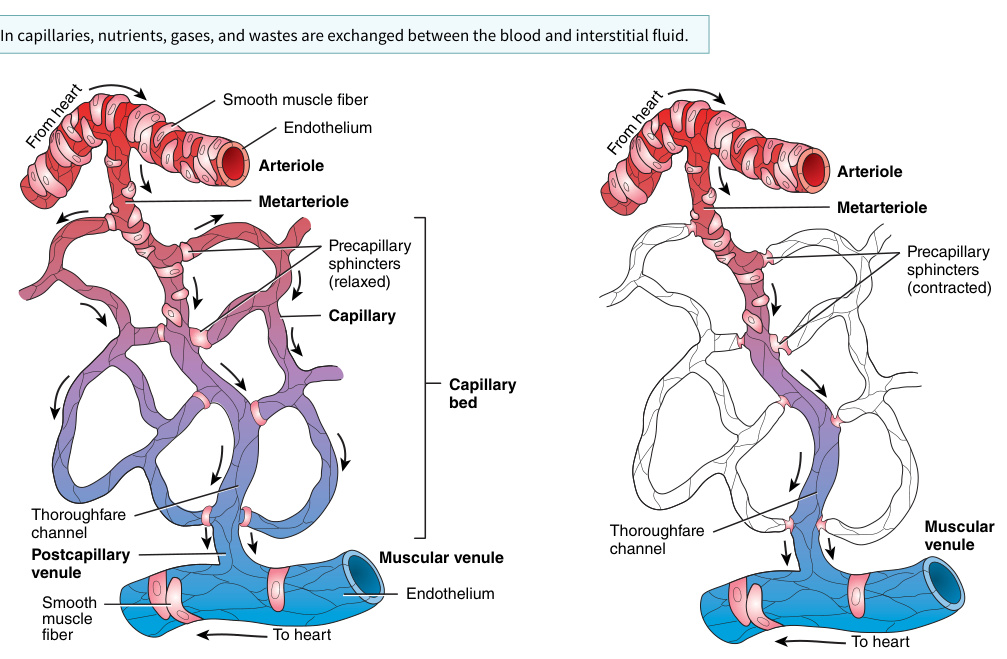 In capillaries, nutrients, gases, and wastes are exchanged between the blood and interstitial fluid.
From heart
Smooth muscle fiber
Endothelium
Arteriole
Metarteriole
Precapillary
sphincters
(relaxed)
Capillary
Capillary
bed
Thoroughfare
channel
Postcapillary
venule
Muscular venule
Endothelium
Smooth
muscle
fiber
To heart
From heart
Arteriole
Metarteriole
Precapillary
sphincters
(contracted)
Thoroughfare
channel
Muscular
venule
To heart